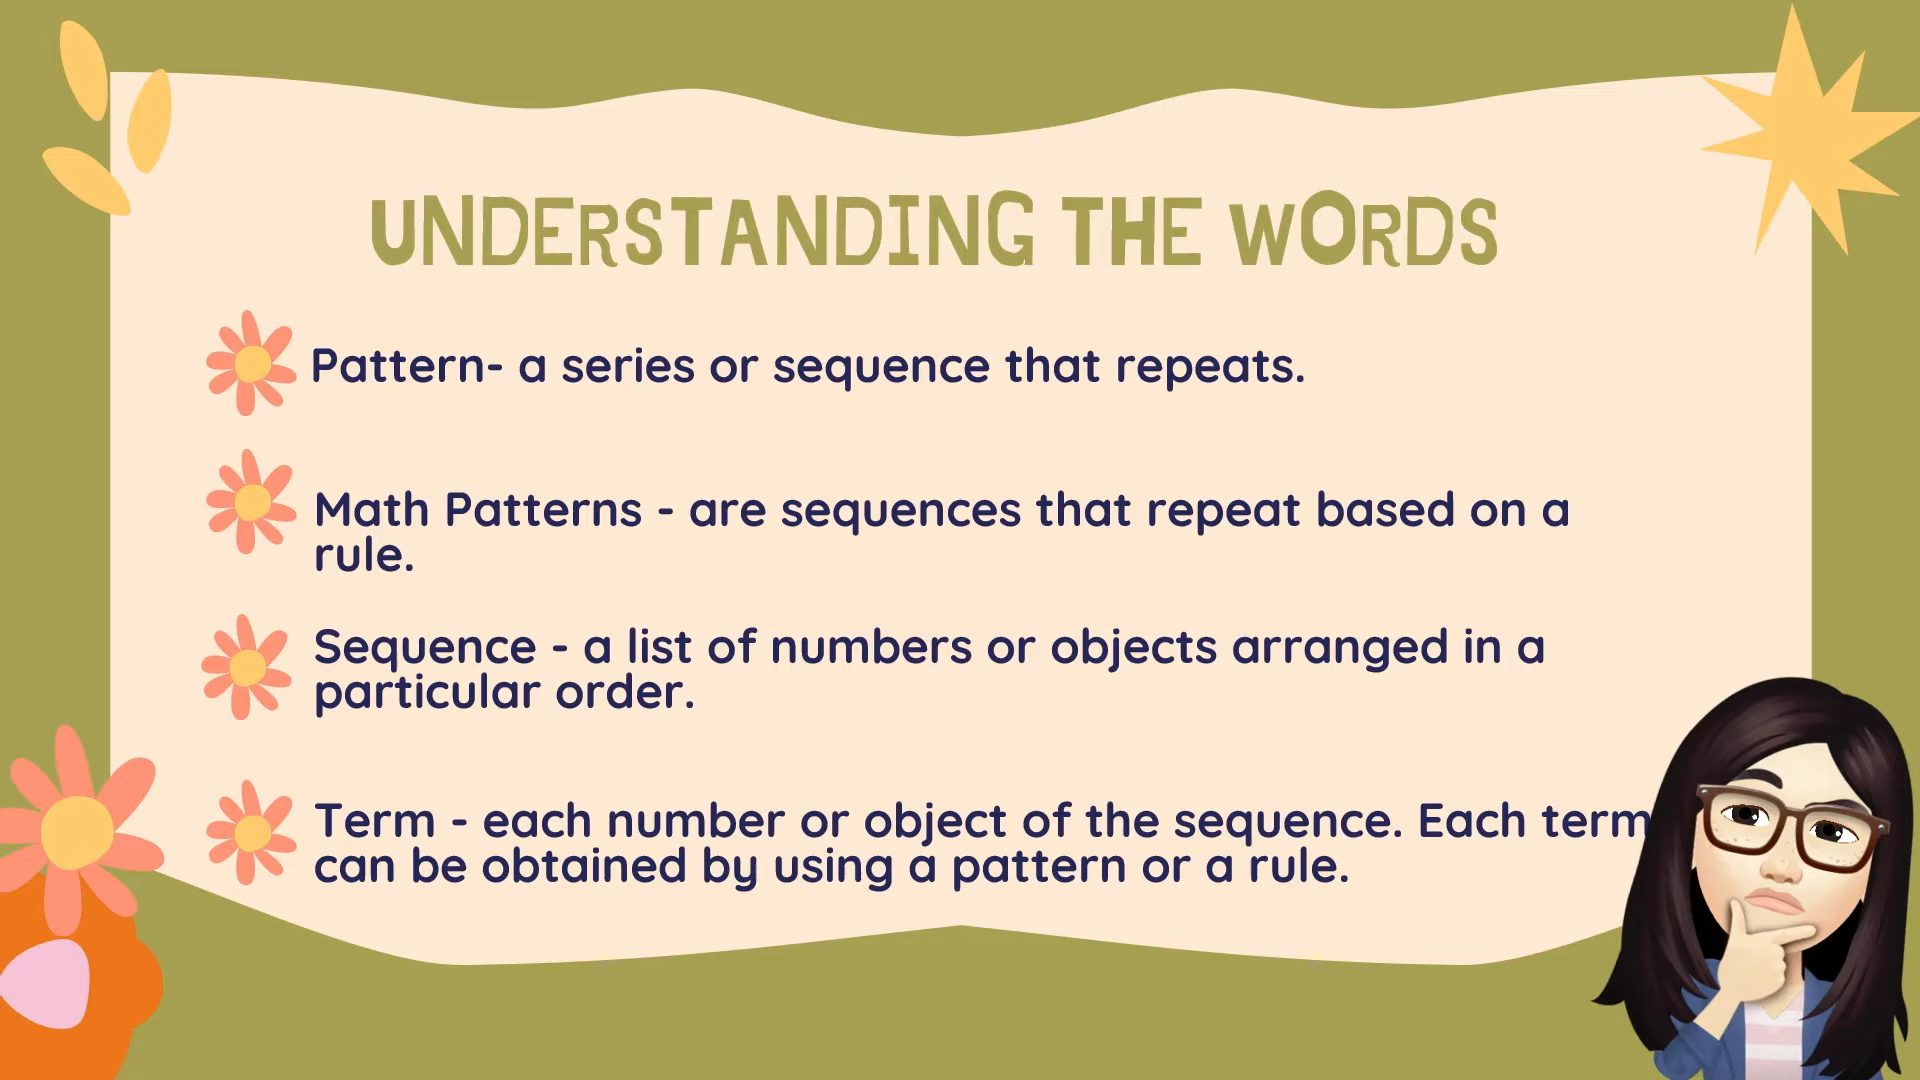 UNDERSTANDING THE WORDS
Pattern- a series or sequence that repeats.
Math Patterns - are sequences that repeat based on a
rule.
Sequence - a list of numbers or objects arranged in a
particular order.
Term - each number or object of the sequence. Each term
can be obtained by using a pattern or a rule.